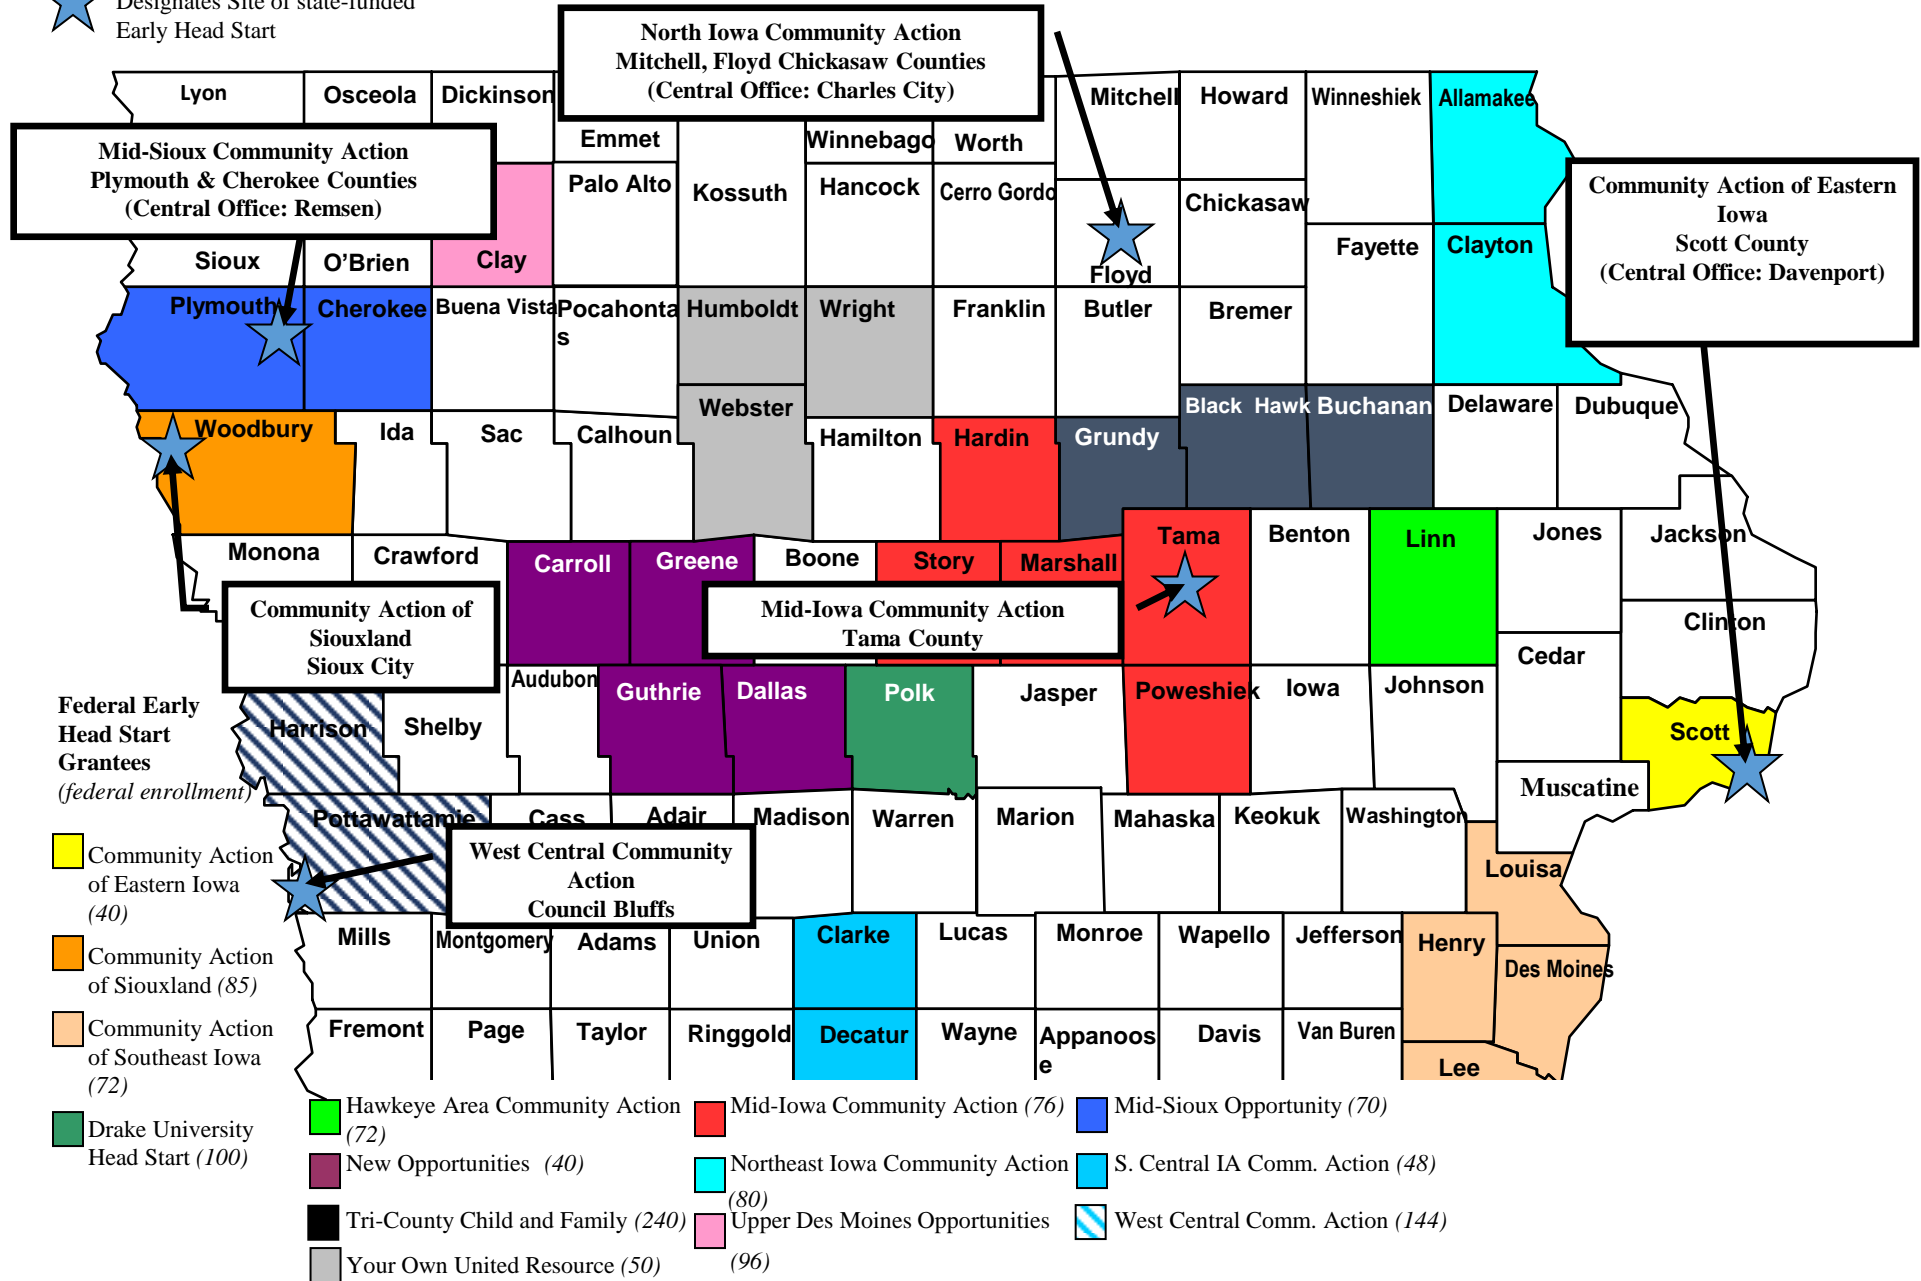 Designates Site of state-funded
Early Head Start
North Iowa Community Action
Mitchell, Floyd Chickasaw Counties
(Central Office: Charles City)
Lyon
Osceola
Dickinson
Emmet
Winnebago
Worth
Mitchell
Howard
Winneshiek
Allamakee
Mid-Sioux Community Action
Plymouth & Cherokee Counties
(Central Office: Remsen)
Community Action of Eastern
Iowa
Scott County
(Central Office: Davenport)
Sioux
O'Brien
Clay
Palo Alto
Kossuth
Hancock
Cerro Gordo
Floyd
Chickasaw
Fayette
Clayton
Plymouth
Cherokee
Buena Vista
Pocahonta
s
Humboldt
Wright
Franklin
Butler
Bremer
Woodbury
Ida
Sac
Calhoun
Webster
Hamilton
Hardin
Grundy
Black Hawk
Buchanan
Delaware
Dubuque
Monona
Crawford
Carroll
Greene
Boone
Story
Marshall
Tama
Benton
Linn
Jones
Jackson
Community Action of
Siouxland
Sioux City
Mid-Iowa Community Action
Tama County
Clinton
Cedar
Harrison
Shelby
Audubon
Guthrie
Dallas
Polk
Jasper
Poweshiek
Iowa
Johnson
Scott
Muscatine
Federal Early
Head Start
Grantees
(federal enrollment)
Pottawattamie
Cass
Adair
Madison
Warren
Marion
Mahaska
Keokuk
Washington
Louisa
West Central Community
Action
Council Bluffs
Mills
Montgomery
Adams
Union
Clarke
Lucas
Monroe
Wapello
Jefferson
Henry
Des Moines
Fremont
Page
Taylor
Ringgold
Decatur
Wayne
Appanoos
e
Davis
Van Buren
Lee
Community Action
of Eastern Iowa
(40)
Community Action
of Siouxland (85)
Community Action
of Southeast Iowa
(72)
Drake University
Head Start (100)
Hawkeye Area Community Action
(72)
New Opportunities (40)
Tri-County Child and Family (240)
Your Own United Resource (50)
Mid-Iowa Community Action (76)
Northeast Iowa Community Action
(80)
Upper Des Moines Opportunities
(96)
Mid-Sioux Opportunity (70)
S. Central IA Comm. Action (48)
West Central Comm. Action (144)